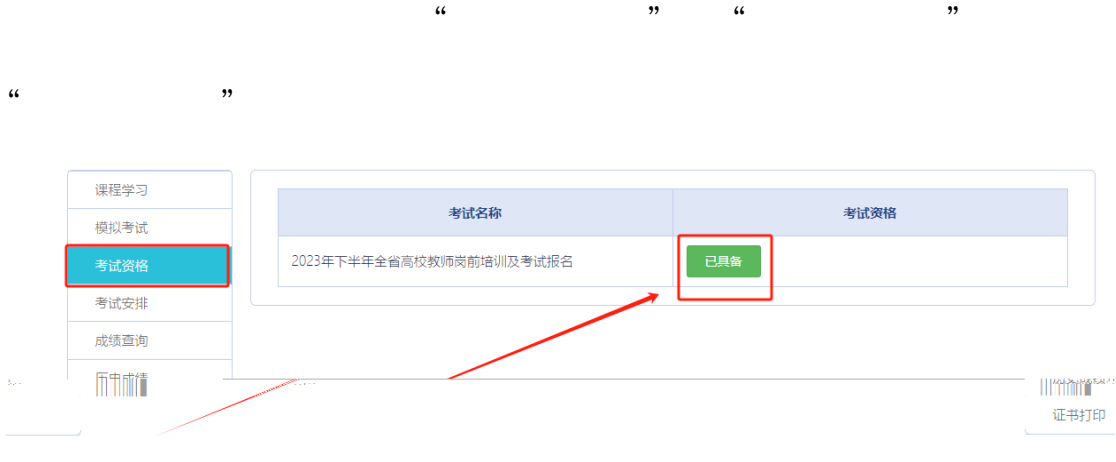 “ ” “ ”
“ ”
课程学习
模拟考试
考试资格
考试安排
成绩查询
考试名称 考试资格
2023年下半年全省高校教师岗前培训及考试报名 已具备
证书打印